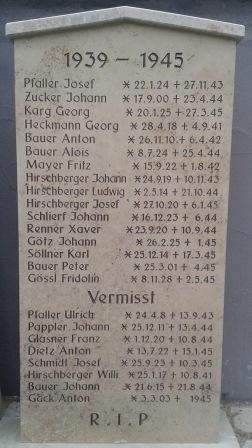 1939 - 1945
Pfaller Josef * 22.1.24 + 27.11.43
Zucker Johann * 17.9.00 + 23.4.44
Karg Georg * 20.1.25 + 27.3.45
Heckmann Georg * 28.4.18 + 4.9.41
Bauer Anton * 26.11.10 + 6.4.42
Bauer Alois * 8.7.24 + 25.4.44
Mayer Fritz * 15.9.22 + 1.8.42
Hirschberger Johann * 24.9.19 + 10.11.43
Hirschberger Ludwig * 2.5.14 + 21.10.44
Hirschberger Josef * 27.10.20 + 6.1.45
Schlierf Johann * 16.12.23 + 6.44
Renner Xaver * 23.9.20 + 10.9.44
Götz Johann * 26.2.25 + 1.45
Söllner Karl * 25.12.14 + 17.3.45
Bauer Peter * 25.3.01 + 4.45
Gössl Fridolin * 8.11.28 + 2.5.45
Vermisst
Pfaller Ulrich * 24.4.8 + 13.9.43
Pappler Johann * 25.12.11 + 13.4.44
Glasner Franz * 1.12.20 + 10.8.44
Dietz Anton * 13.7.22 + 15.1.45
Schmidt Josef * 25.9.23 + 10.3.45
Hirschberger Willi * 25.1.17 + 10.8.41
Bauer Johann * 21.6.15 + 21.8.44
Göck Anton * 3.3.03 + 1945
R.I.P